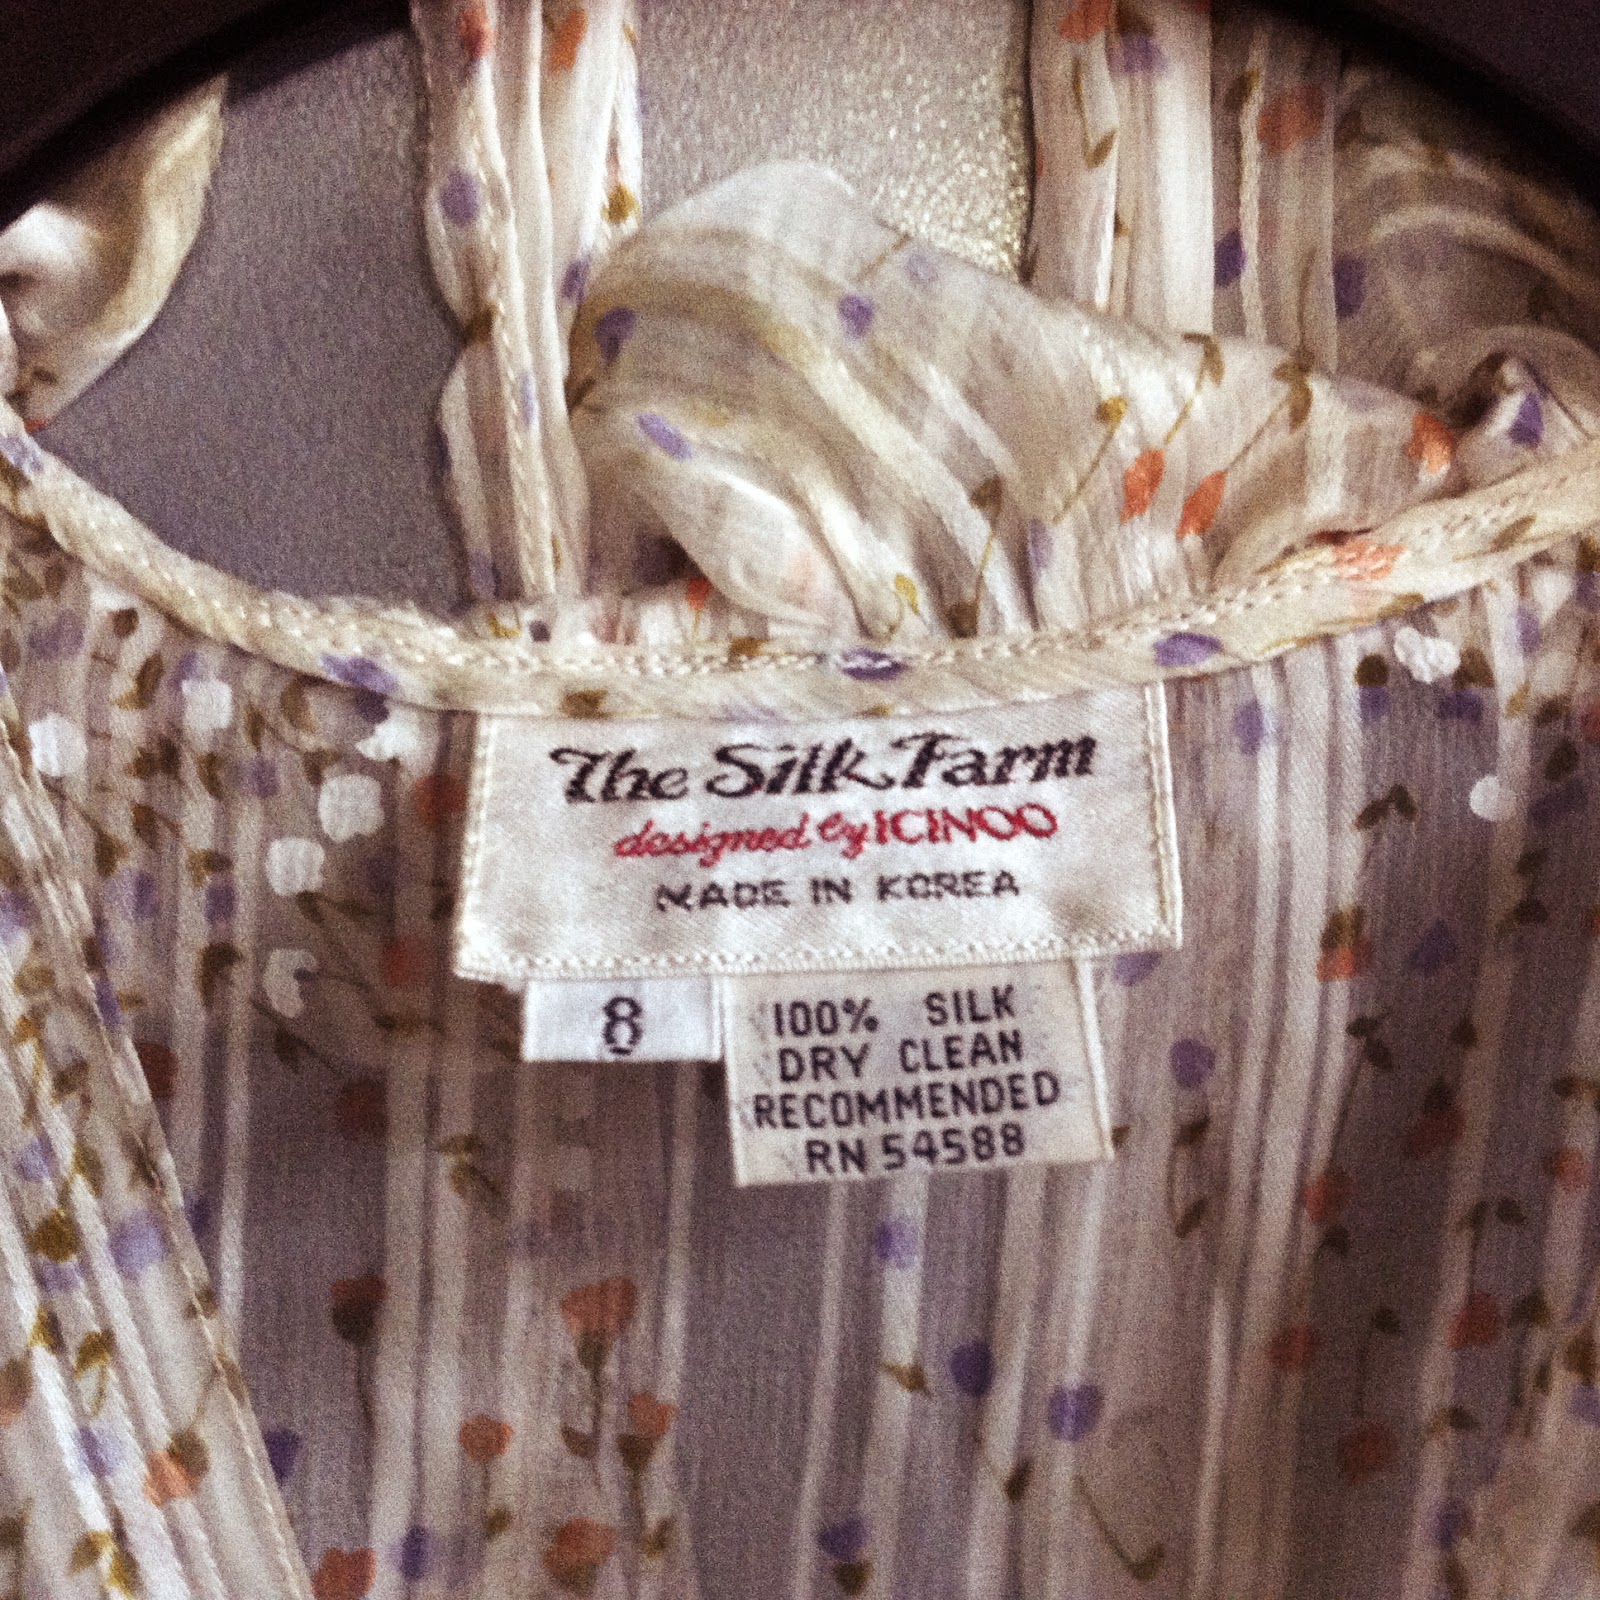 The Silk Farm
designed by ICINOO
MADE IN KOREA
8
100% SILK
DRY CLEAN
RECOMMENDED
RN 54588